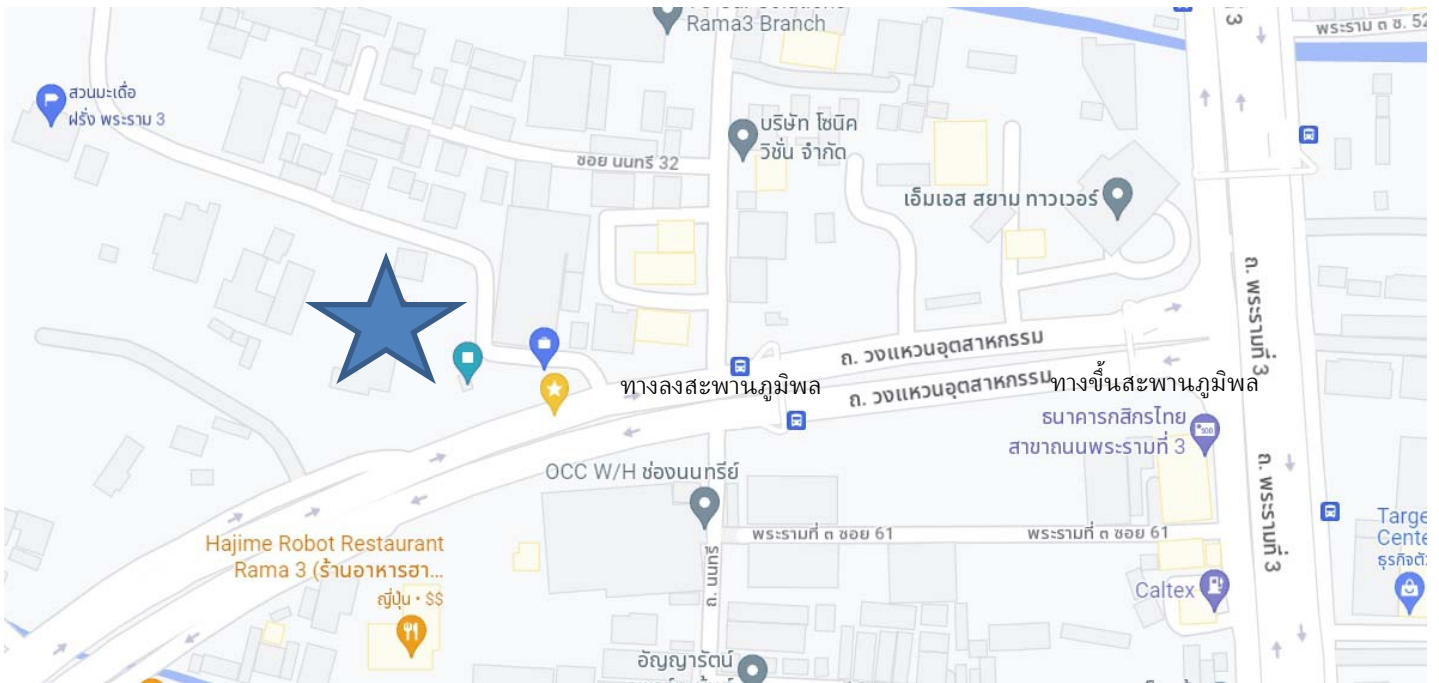 Rama3 Branch
3
พระราม ๓ ซ. 52
สวนมะเดื่อ
ฝรั่ง พระราม 3
บริษัท โซนิค
วิชั่น จำกัด
ซอย นนทรี 32
เอ็มเอส สยาม ทาวเวอร์
ถ. พระรามที่ 3
ถ. วงแหวนอุตสาหกรรม
ทางลงสะพานภูมิพล
ถ. วงแหวนอุตสาหกรรม
ทางขึ้นสะพานภูมิพล
ธนาคารกสิกรไทย
สาขาถนนพระรามที่ 3
OCC W/H ช่องนนทรีย์
ถ. พระรามที่ 3
พระรามที่ ๓ ซอย 61
พระรามที่ ๓ ซอย 61
Targe
Cente
ธุรกิจตัว
Hajime Robot Restaurant
Rama 3 (ร้านอาหารฮา...
ญี่ปุ่น • $$
ถ. นนทรี
Caltex
อัญญารัตน์